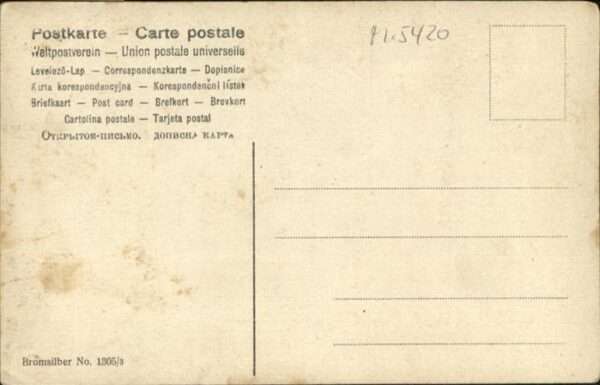 Postkarte – Carte postale
Weltpostverein — Union postale universelle
Levelező-Lap — Correspondenzkarte — Dopisnice
Karta korespondencyjna — Korespondenční lístek
Briefkaart — Post card — Brefkort — Brevkort
Cartolina postale — Tarjeta postal
Открытое-письмо. дописна карта
5420
Bromsilber No. 1305/3